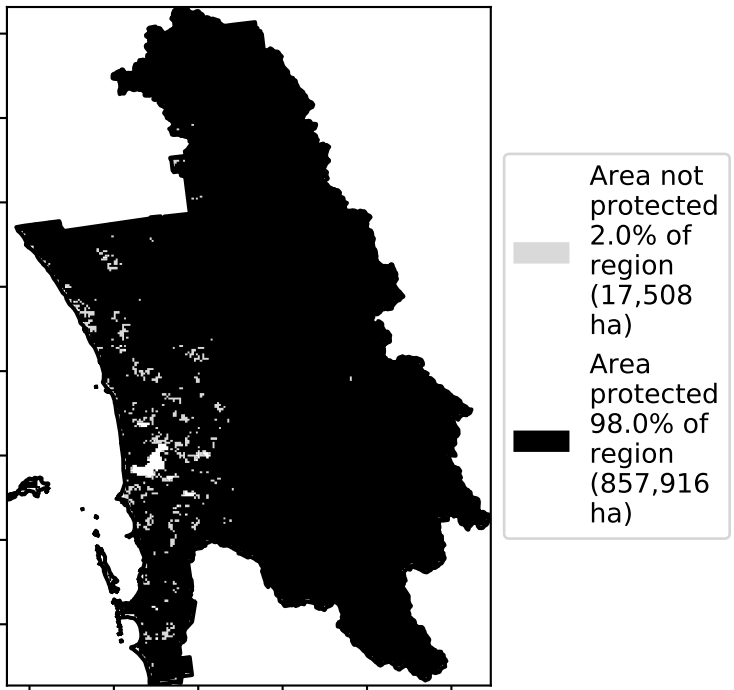 Area not
protected
2.0% of
region
(17,508
ha)
Area
protected
98.0% of
region
(857,916
ha)